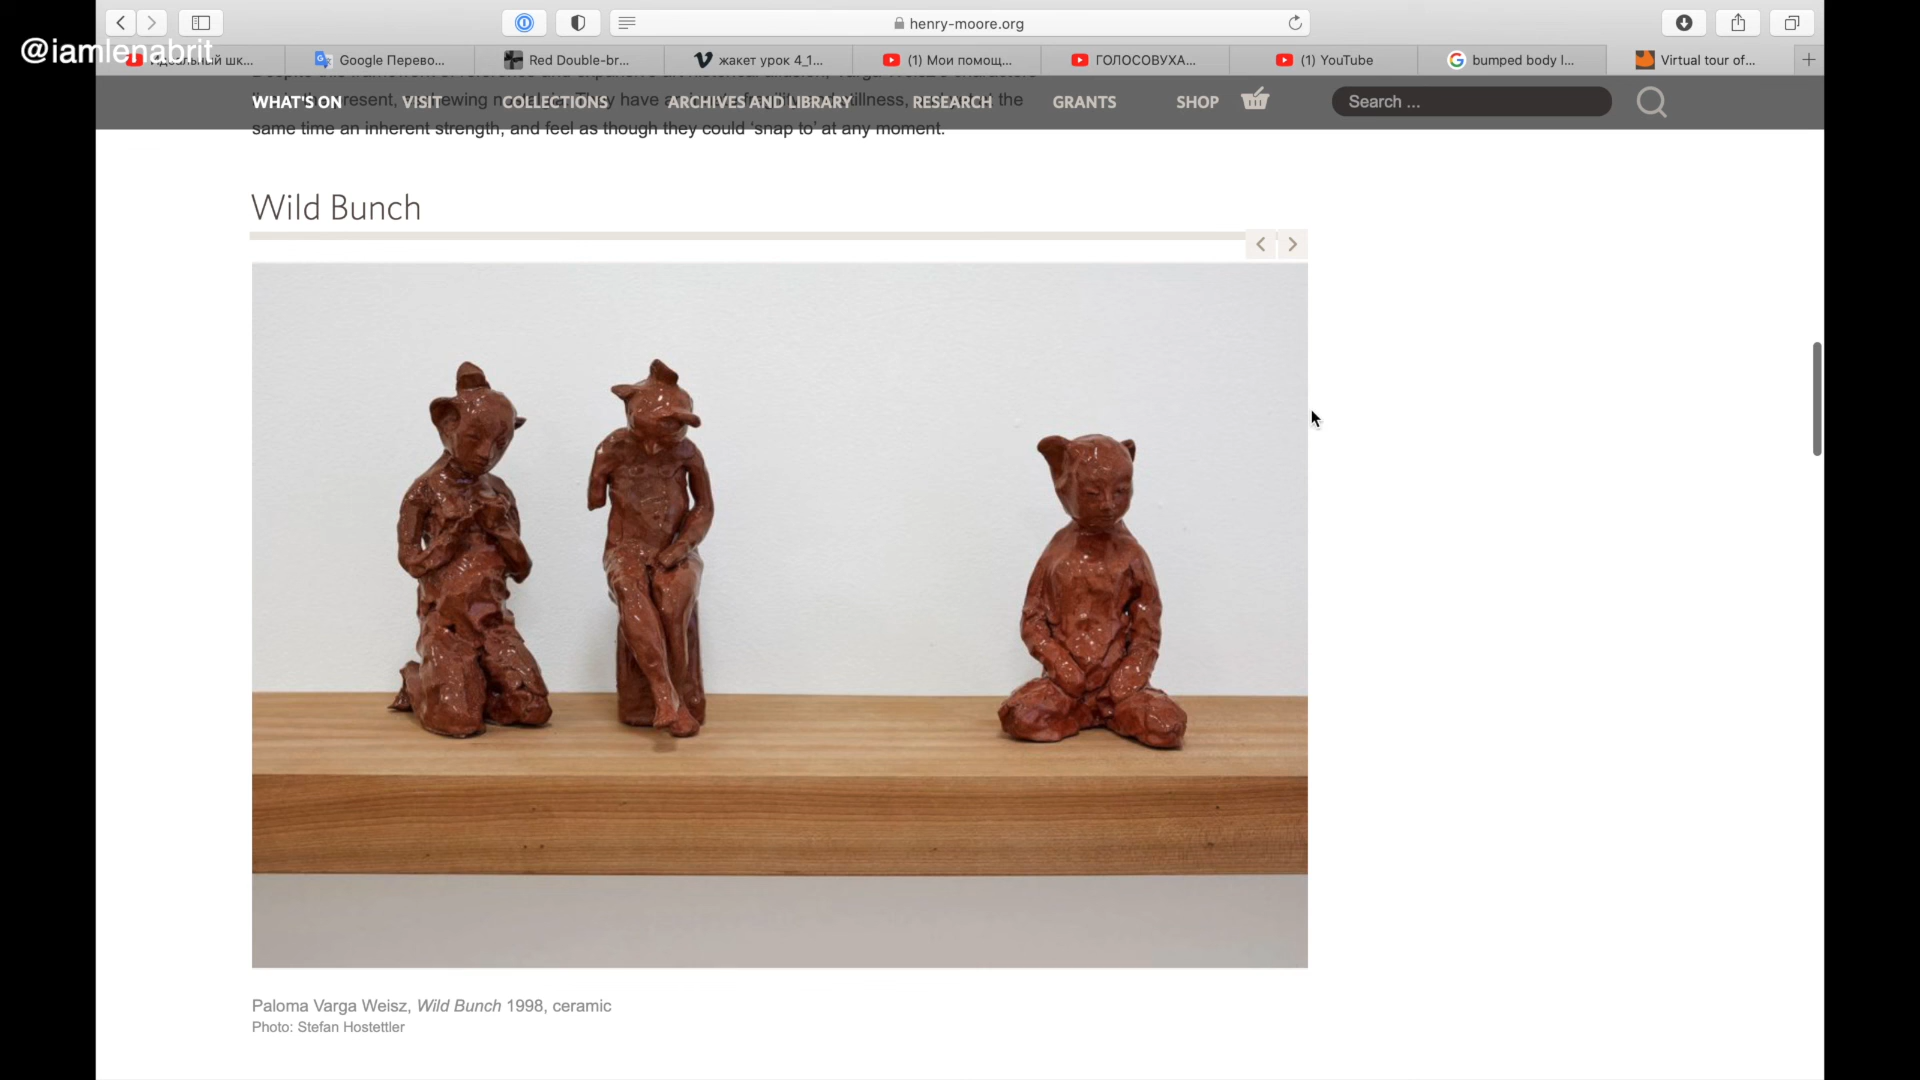 henry-moore.org
@iamlenabrit
Идеальный шк...
Google Перево...
Red Double-br...
жакет урок 4_1...
(1) Мои помощ...
ГОЛОСОВУХА...
(1) YouTube
bumped body l...
Virtual tour of...
WHAT'S ON
VISIT
COLLECTIONS
ARCHIVES AND LIBRARY
RESEARCH
GRANTS
SHOP
Search ...
same time an inherent strength, and feel as though they could ‘snap to’ at any moment.
Wild Bunch
Paloma Varga Weisz, Wild Bunch 1998, ceramic
Photo: Stefan Hostettler